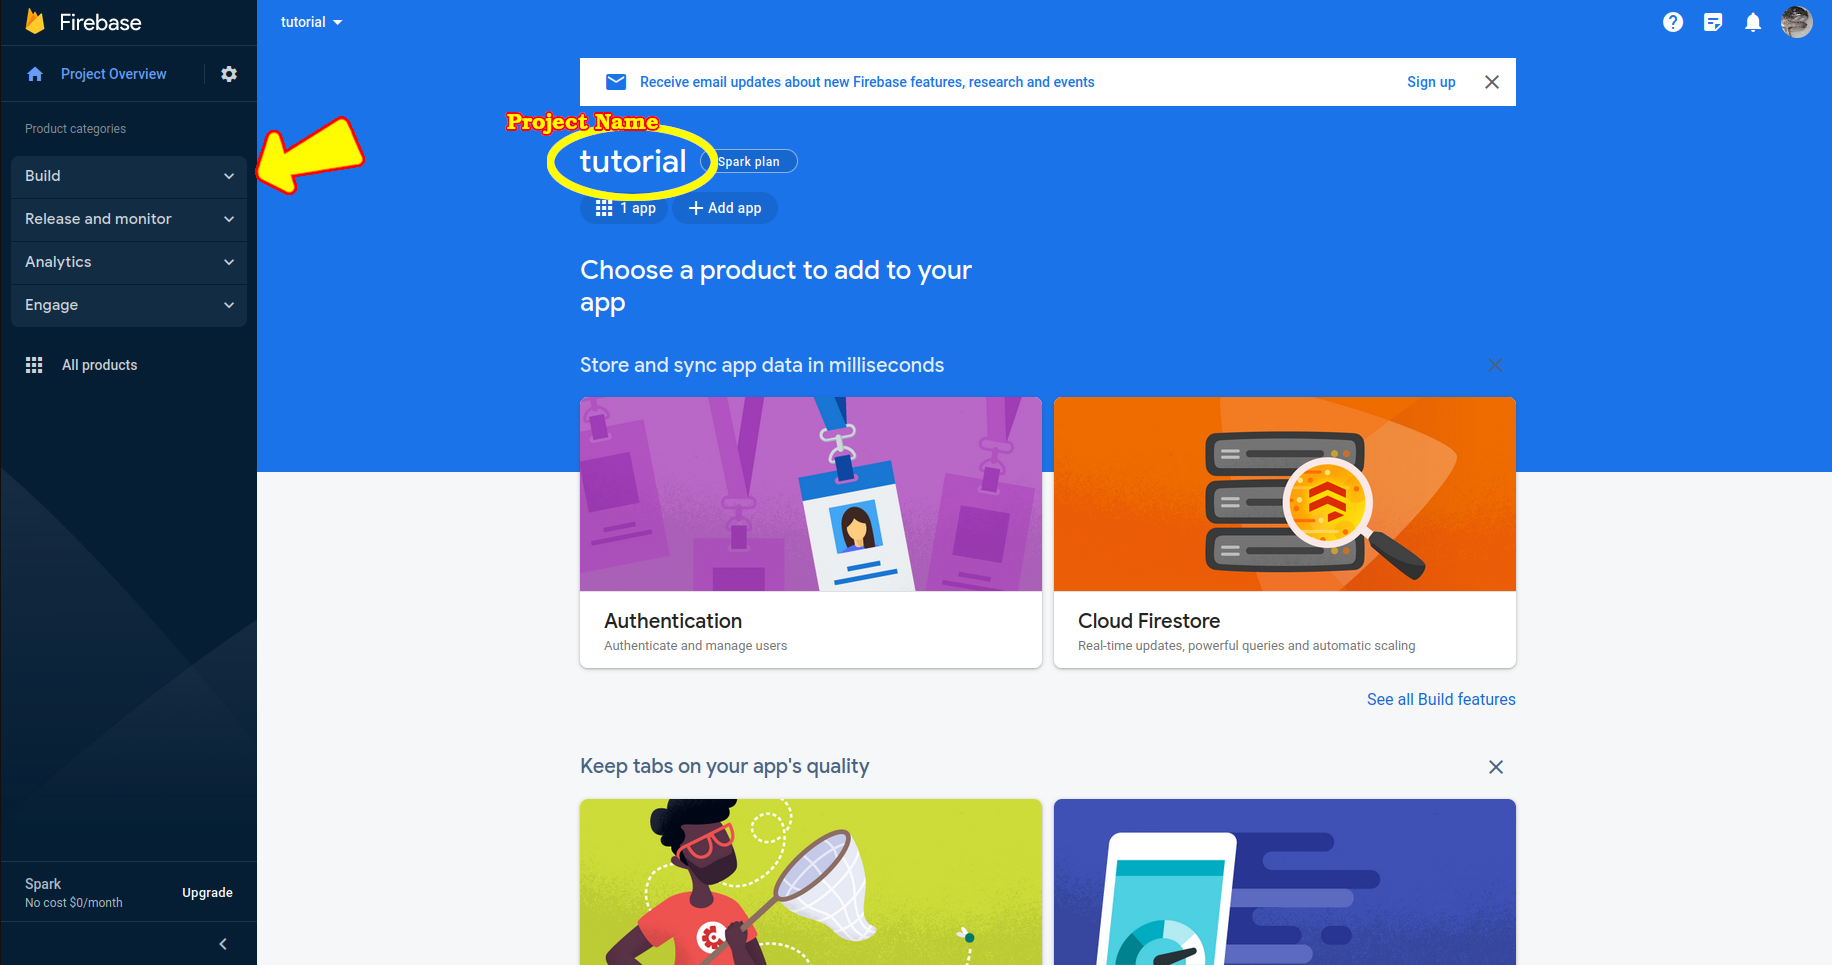 Firebase
Project Overview
Product categories
Build
Release and monitor
Analytics
Engage
All products
Spark
No cost $0/month
Upgrade
tutorial
Receive email updates about new Firebase features, research and events
Sign up
Project Name
tutorial
Spark plan
1 app
Add app
Choose a product to add to your
app
Store and sync app data in milliseconds
Authentication
Authenticate and manage users
Cloud Firestore
Real-time updates, powerful queries and automatic scaling
See all Build features
Keep tabs on your app's quality